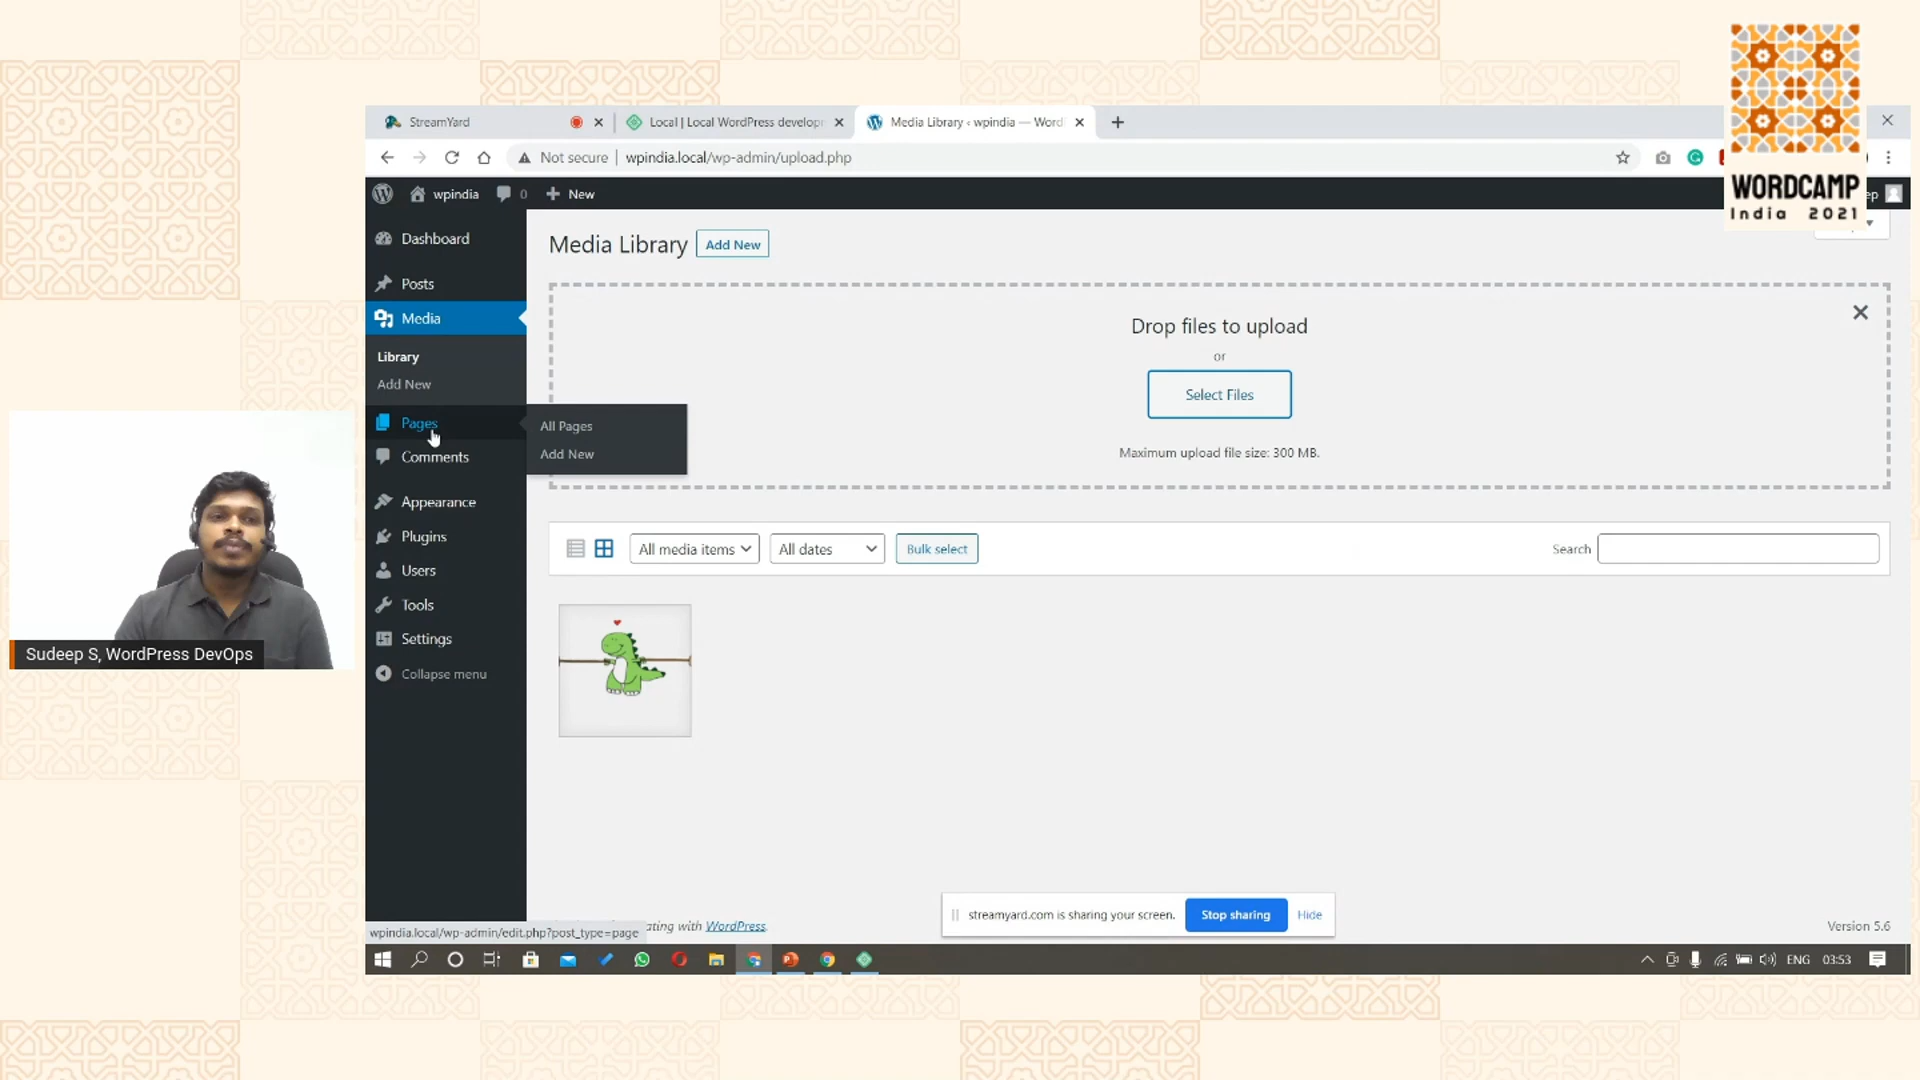 WORDCAMP
India 2021
StreamYard
Local | Local WordPress develop
Media Library ‹ wpindia — Word
Not secure
wpindia.local/wp-admin/upload.php
wpindia
0
New
ep
Dashboard
Posts
Media
Library
Add New
Pages
All Pages
Add New
Comments
Appearance
Plugins
Users
Tools
Settings
Collapse menu
Media Library
Add New
Drop files to upload
or
Select Files
Maximum upload file size: 300 MB.
All media items
All dates
Bulk select
Search
Sudeep S, WordPress DevOps
streamyard.com is sharing your screen.
Stop sharing
Hide
ating with WordPress.
Version 5.6
wpindia.local/wp-admin/edit.php?post_type=page
ENG
03:53